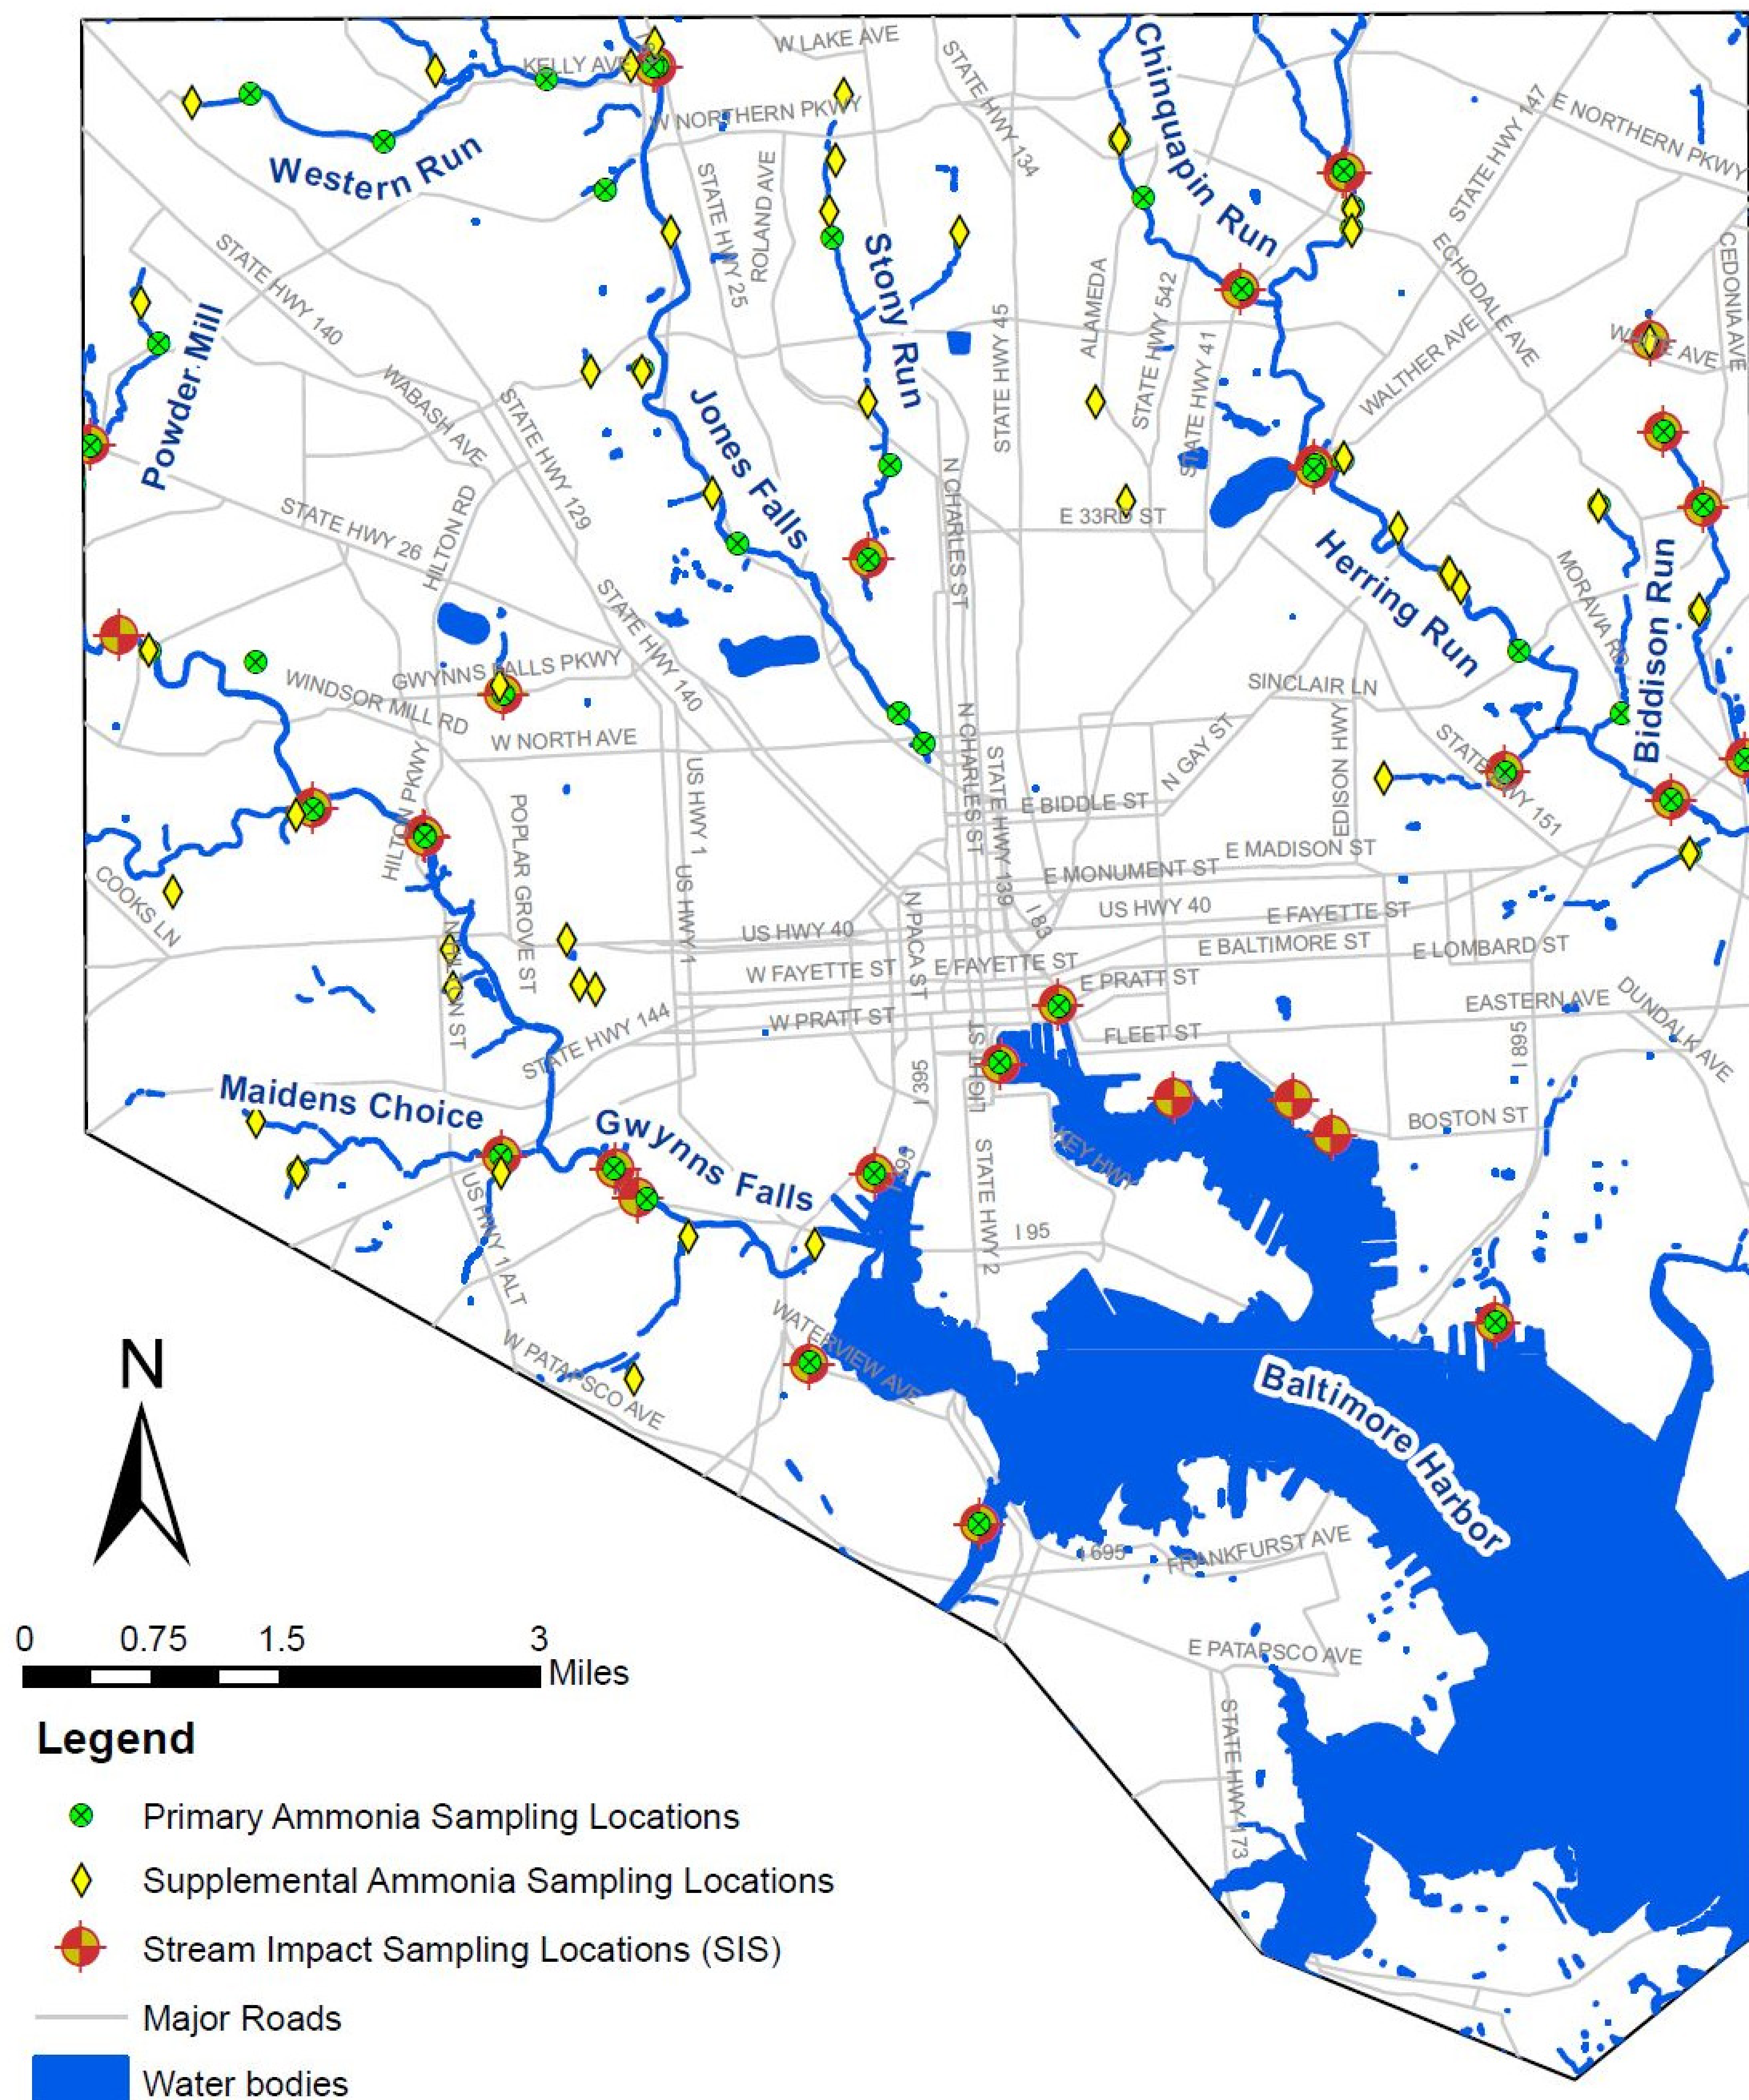 W LAKE AVE
KELLY AVE
STATE HWY 134
Chinquapin Run
STATE HWY 147
E NORTHERN PKWY
W NORTHERN PKWY
Western Run
STATE HWY 25
ROLAND AVE
Stony Run
STATE HWY 140
Powder Mill
ALAMEDA
STATE HWY 542
STATE HWY 41
STATE HWY 45
ECHODALE AVE
CEDONIA AVE
WALTHER AVE
WABASH AVE
STATE HWY 129
Jones Falls
N CHARLES ST
E 33RD ST
STATE HWY 26
HILTON RD
Herring Run
MORAVIA RD
Biddison Run
STATE HWY 140
GWYNNS FALLS PKWY
WINDSOR MILL RD
SINCLAIR LN
W NORTH AVE
N CHARLES ST
STATE HWY 139
N GAY ST
EDISON HWY
STATE HWY 151
HILTON PKWY
POPLAR GROVE ST
US HWY 1
E BIDDLE ST
E MADISON ST
E MONUMENT ST
COOKS LN
US HWY 1
N PACA ST
I 83
US HWY 40
E FAYETTE ST
US HWY 40
E BALTIMORE ST
E LOMBARD ST
W FAYETTE ST
E FAYETTE ST
E PRATT ST
EASTERN AVE
DUNDALK AVE
STATE HWY 144
W PRATT ST
FLEET ST
I 895
I 395
LIGHT ST
Maidens Choice
Gwynns Falls
BOSTON ST
KEY HWY
US HWY 1 ALT
STATE HWY 2
I 95
WATERVIEW AVE
W PATAPSCO AVE
Baltimore Harbor
N
I 695
FRANKFURST AVE
0 0.75 1.5 3
Miles
E PATAPSCO AVE
STATE HWY 173
Legend
Primary Ammonia Sampling Locations
Supplemental Ammonia Sampling Locations
Stream Impact Sampling Locations (SIS)
Major Roads
Water bodies